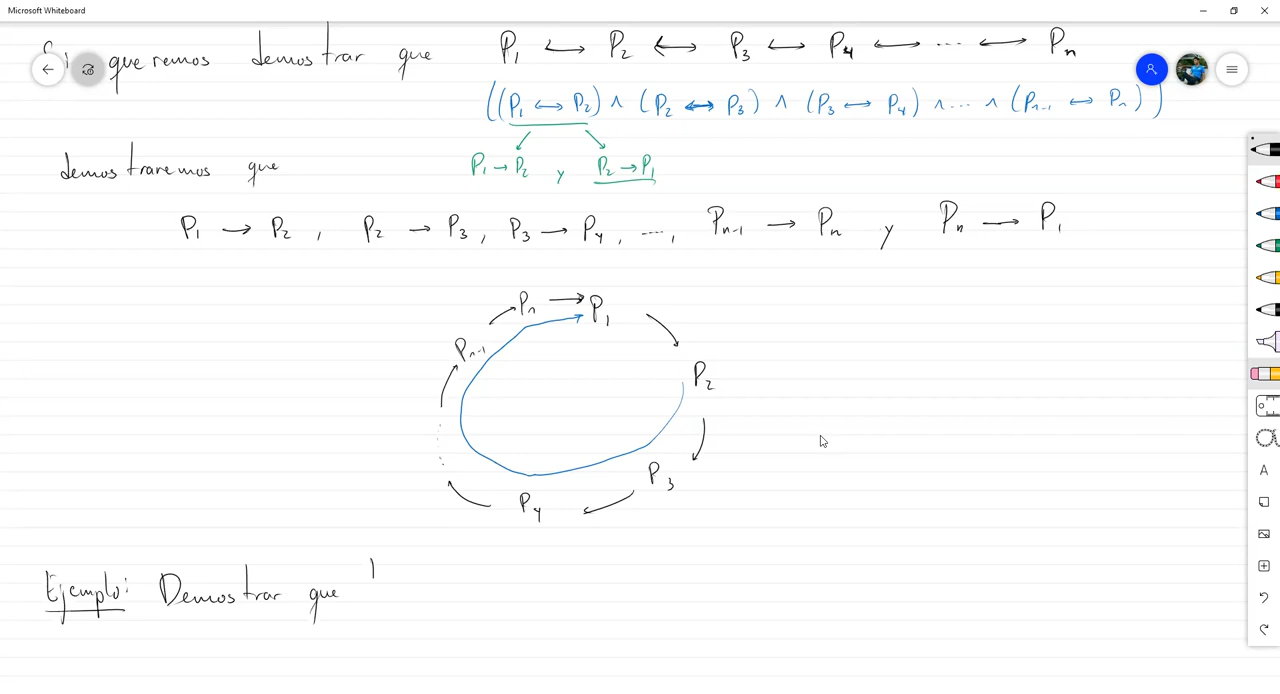 Microsoft Whiteboard
queremos demostrar que P₁ ↔ P₂ ↔ P₃ ↔ P₄ ↔ ... ↔ Pₙ
((P₁ ↔ P₂) ∧ (P₂ ↔ P₃) ∧ (P₃ ↔ P₄) ∧ ... ∧ (Pₙ₋₁ ↔ Pₙ))
demostraremos que P₁ → P₂ y P₂ → P₁
P₁ → P₂, P₂ → P₃, P₃ → P₄, ..., Pₙ₋₁ → Pₙ y Pₙ → P₁
Pₙ → P₁
Pₙ₋₁
P₂
P₃
P₄
Ejemplo: Demostrar que
A